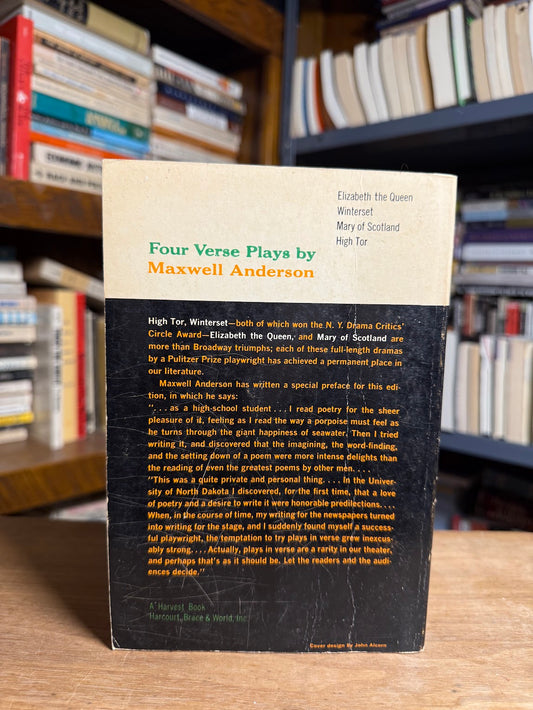 Elizabeth the Queen
Winterset
Mary of Scotland
High Tor
Four Verse Plays by
Maxwell Anderson
High Tor, Winterset—both of which won the N. Y. Drama Critics'
Circle Award—Elizabeth the Queen, and Mary of Scotland are
more than Broadway triumphs; each of these full-length dramas
by a Pulitzer Prize playwright has achieved a permanent place in
our literature.
Maxwell Anderson has written a special preface for this edi-
tion, in which he says:
". . . as a high-school student . . . I read poetry for the sheer
pleasure of it, feeling as I read the way a porpoise must feel as
he turns through the giant happiness of seawater. Then I tried
writing it, and discovered that the imagining, the word-finding,
and the setting down of a poem were more intense delights than
the reading of even the greatest poems by other men. . . .
"This was a quite private and personal thing. . . . In the Univer-
sity of North Dakota I discovered, for the first time, that a love
of poetry and a desire to write it were honorable predilections. . . .
When, in the course of time, my writing for the newspapers turned
into writing for the stage, and I suddenly found myself a success-
ful playwright, the temptation to try plays in verse grew inexcus-
ably strong. . . . Actually, plays in verse are a rarity in our theater,
and perhaps that's as it should be. Let the readers and the audi-
ences decide."
A Harvest Book
Harcourt, Brace & World, Inc.
Cover design by John Alcorn